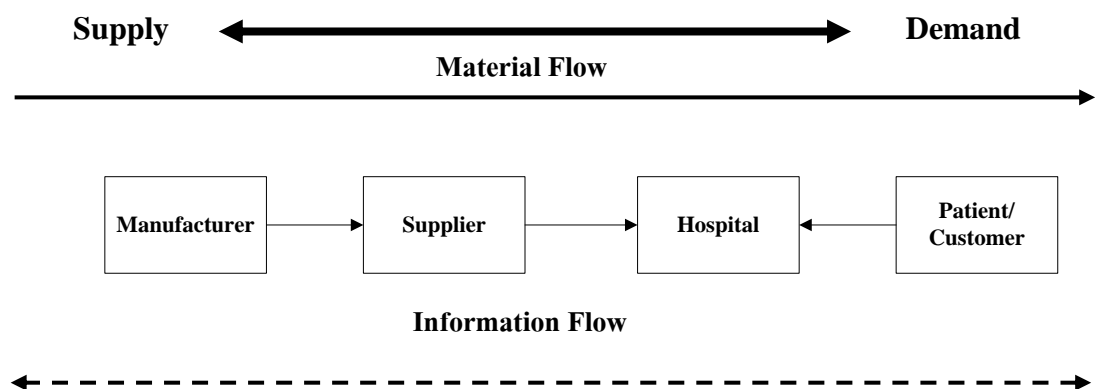 Supply
Demand
Material Flow
Manufacturer
Supplier
Hospital
Patient/
Customer
Information Flow